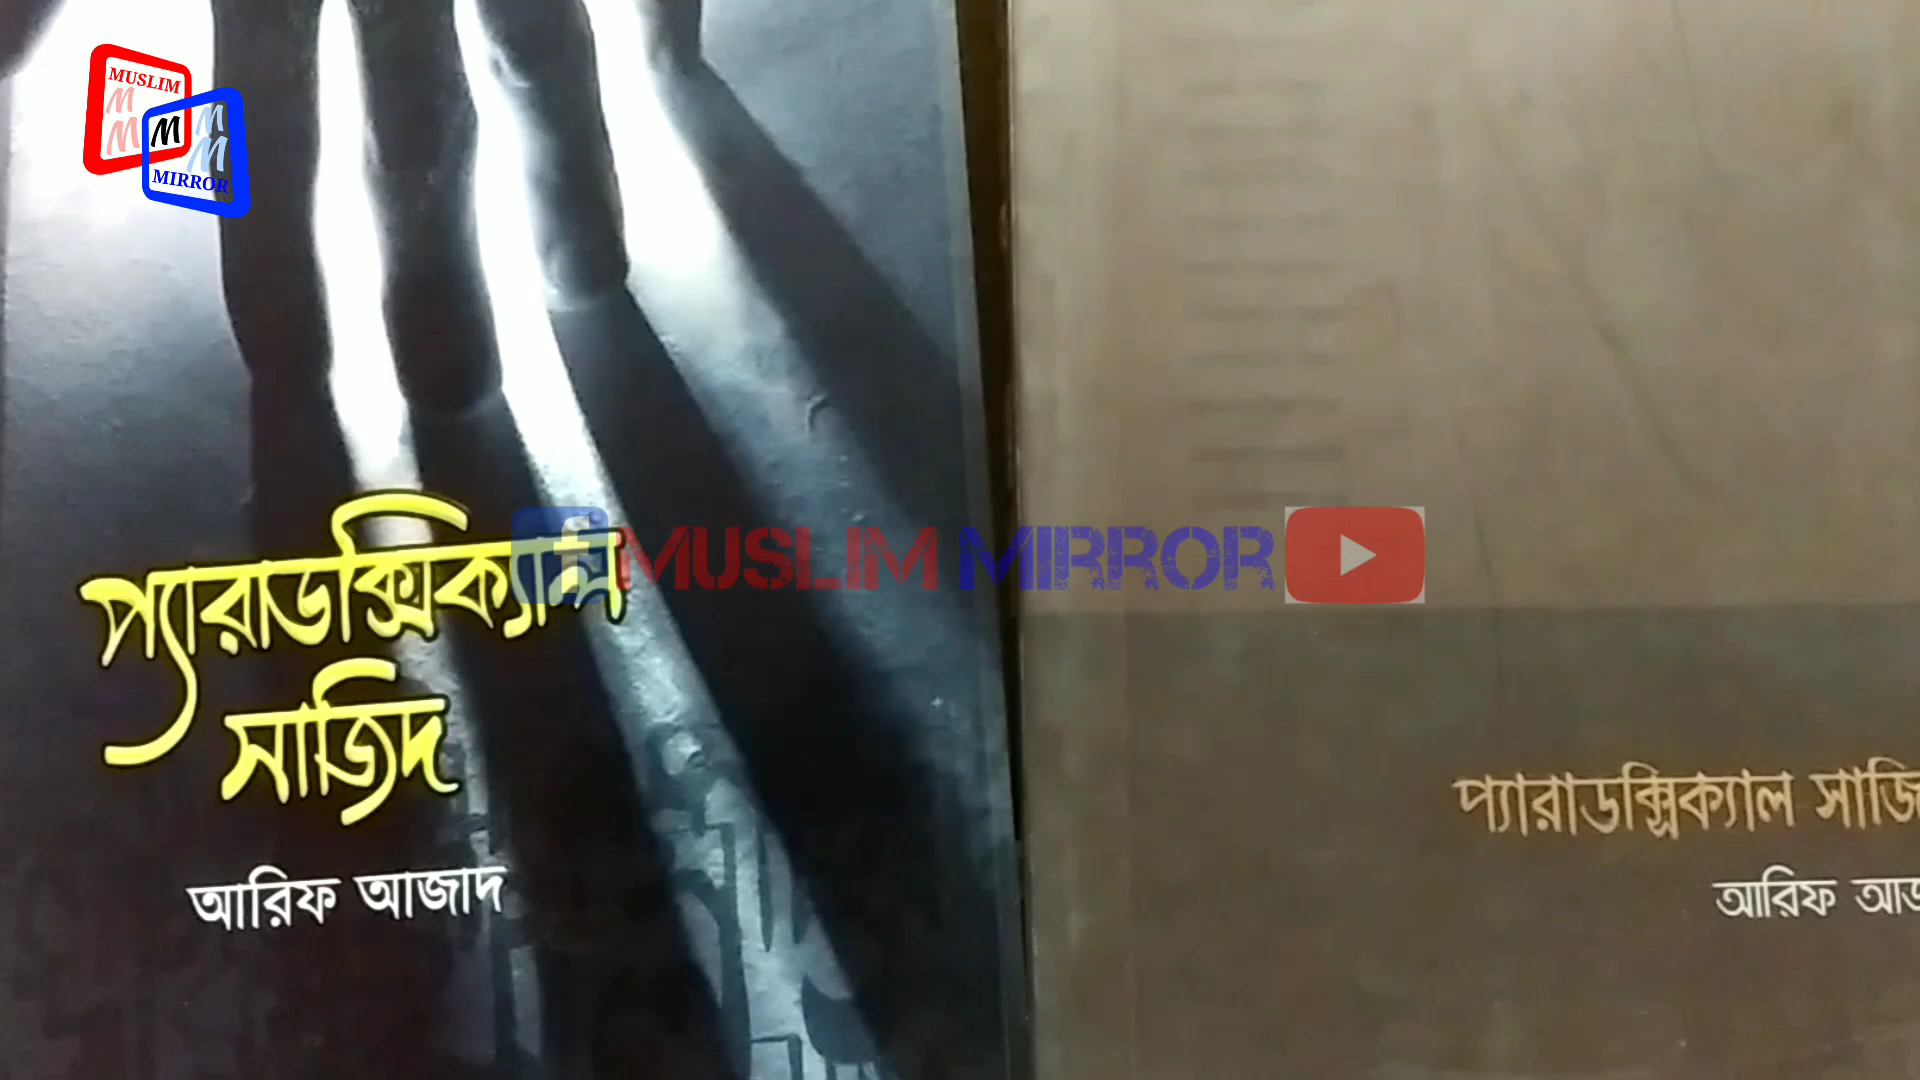 MUSLIM
M
M
M
M
M
MIRROR
প্যারাডক্সিক্যাল
সাজিদ
আরিফ আজাদ
f MUSLIM MIRROR
প্যারাডক্সিক্যাল
আরিফ